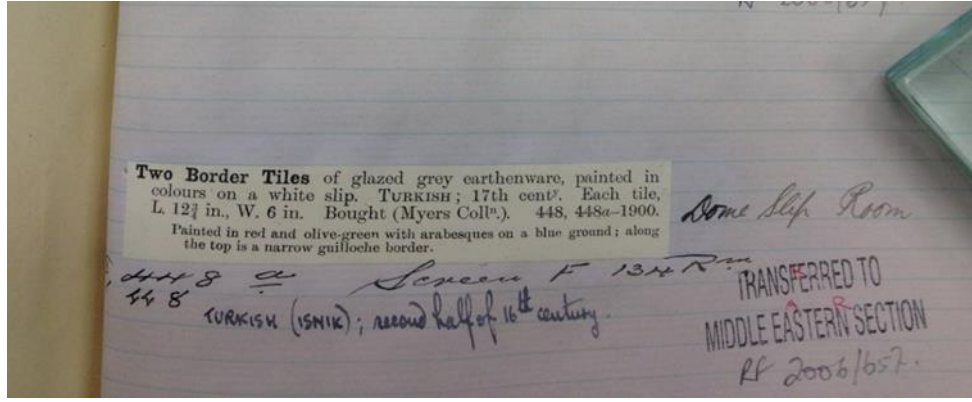 Two Border Tiles of glazed grey earthenware, painted in
colours on a white slip. TURKISH; 17th centy. Each tile,
L. 12¾ in., W. 6 in. Bought (Myers Colln.). 448, 448a–1900.
Painted in red and olive-green with arabesques on a blue ground; along
the top is a narrow guilloche border.
Dome Slip Room
448 a Screen F 134 Rm
448
TURKISH (ISNIK); second half of 16th century.
TRANSFERRED TO
MIDDLE EASTERN SECTION
RF 2006/657.